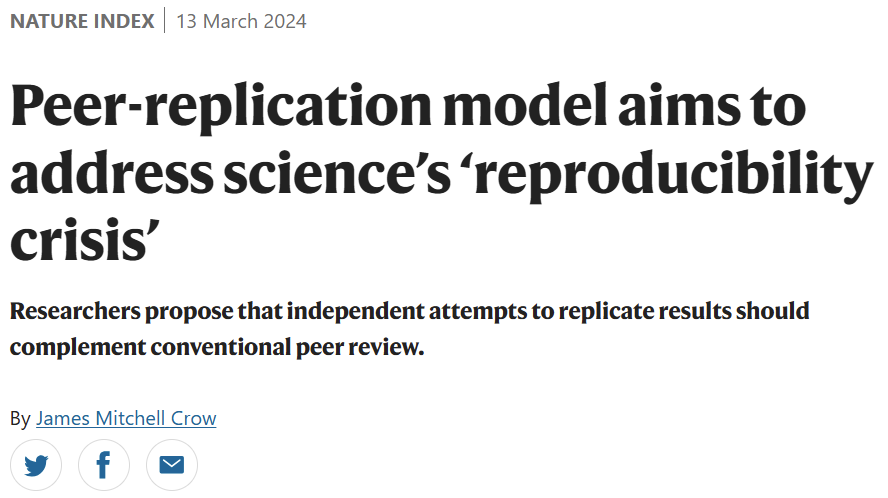 NATURE INDEX | 13 March 2024
Peer-replication model aims to
address science’s ‘reproducibility
crisis’
Researchers propose that independent attempts to replicate results should
complement conventional peer review.
By James Mitchell Crow